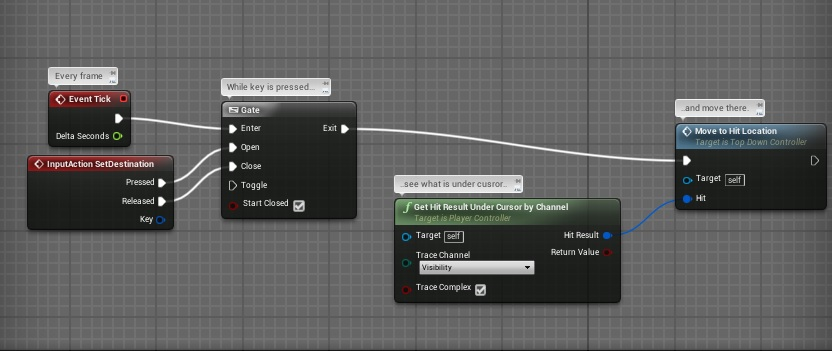 Every frame
Event Tick
Delta Seconds
InputAction SetDestination
Pressed
Released
Key
While key is pressed...
Gate
Enter
Exit
Open
Close
Toggle
Start Closed
..see what is under cusror..
Get Hit Result Under Cursor by Channel
Target is Player Controller
Target self
Hit Result
Trace Channel
Return Value
Visibility
Trace Complex
..and move there.
Move to Hit Location
Target is Top Down Controller
Target self
Hit